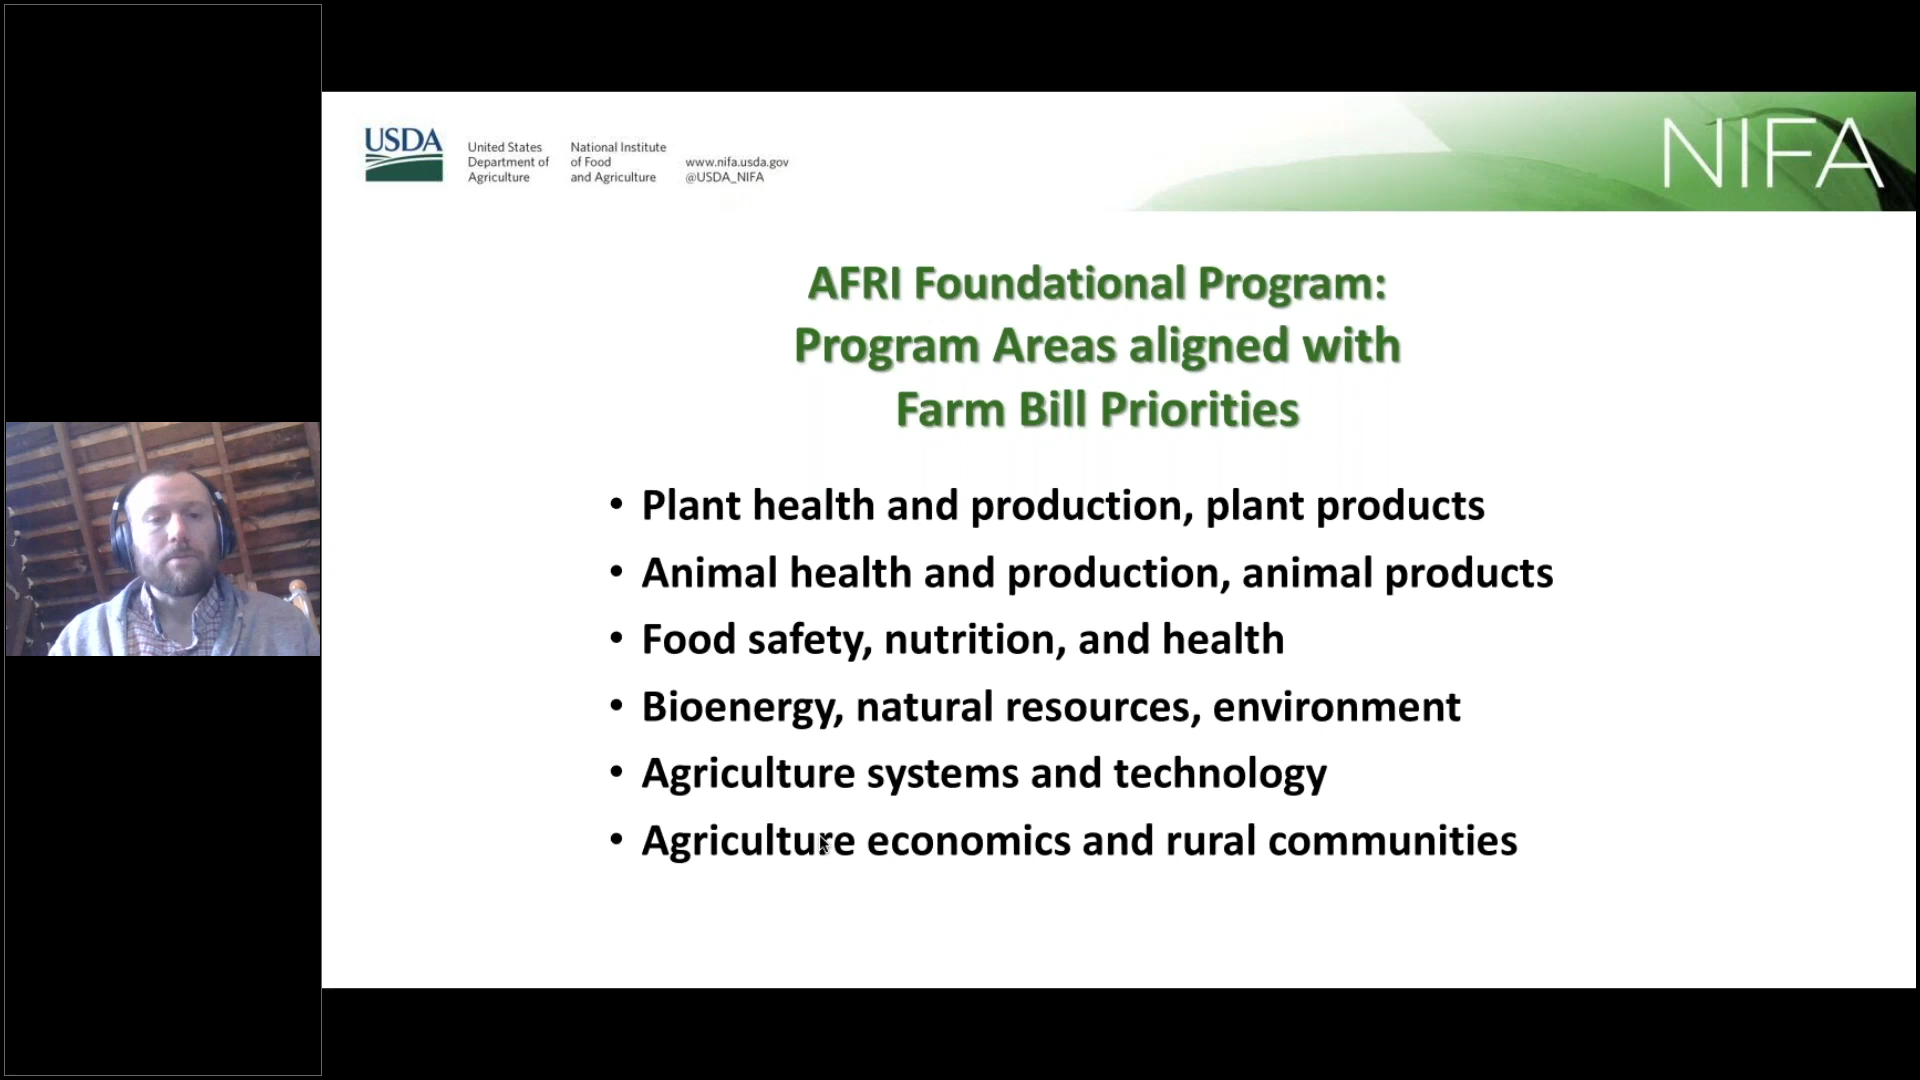 USDA
United States
Department of
Agriculture
National Institute
of Food
and Agriculture
www.nifa.usda.gov
@USDA_NIFA
NIFA
AFRI Foundational Program:
Program Areas aligned with
Farm Bill Priorities
• Plant health and production, plant products
• Animal health and production, animal products
• Food safety, nutrition, and health
• Bioenergy, natural resources, environment
• Agriculture systems and technology
• Agriculture economics and rural communities